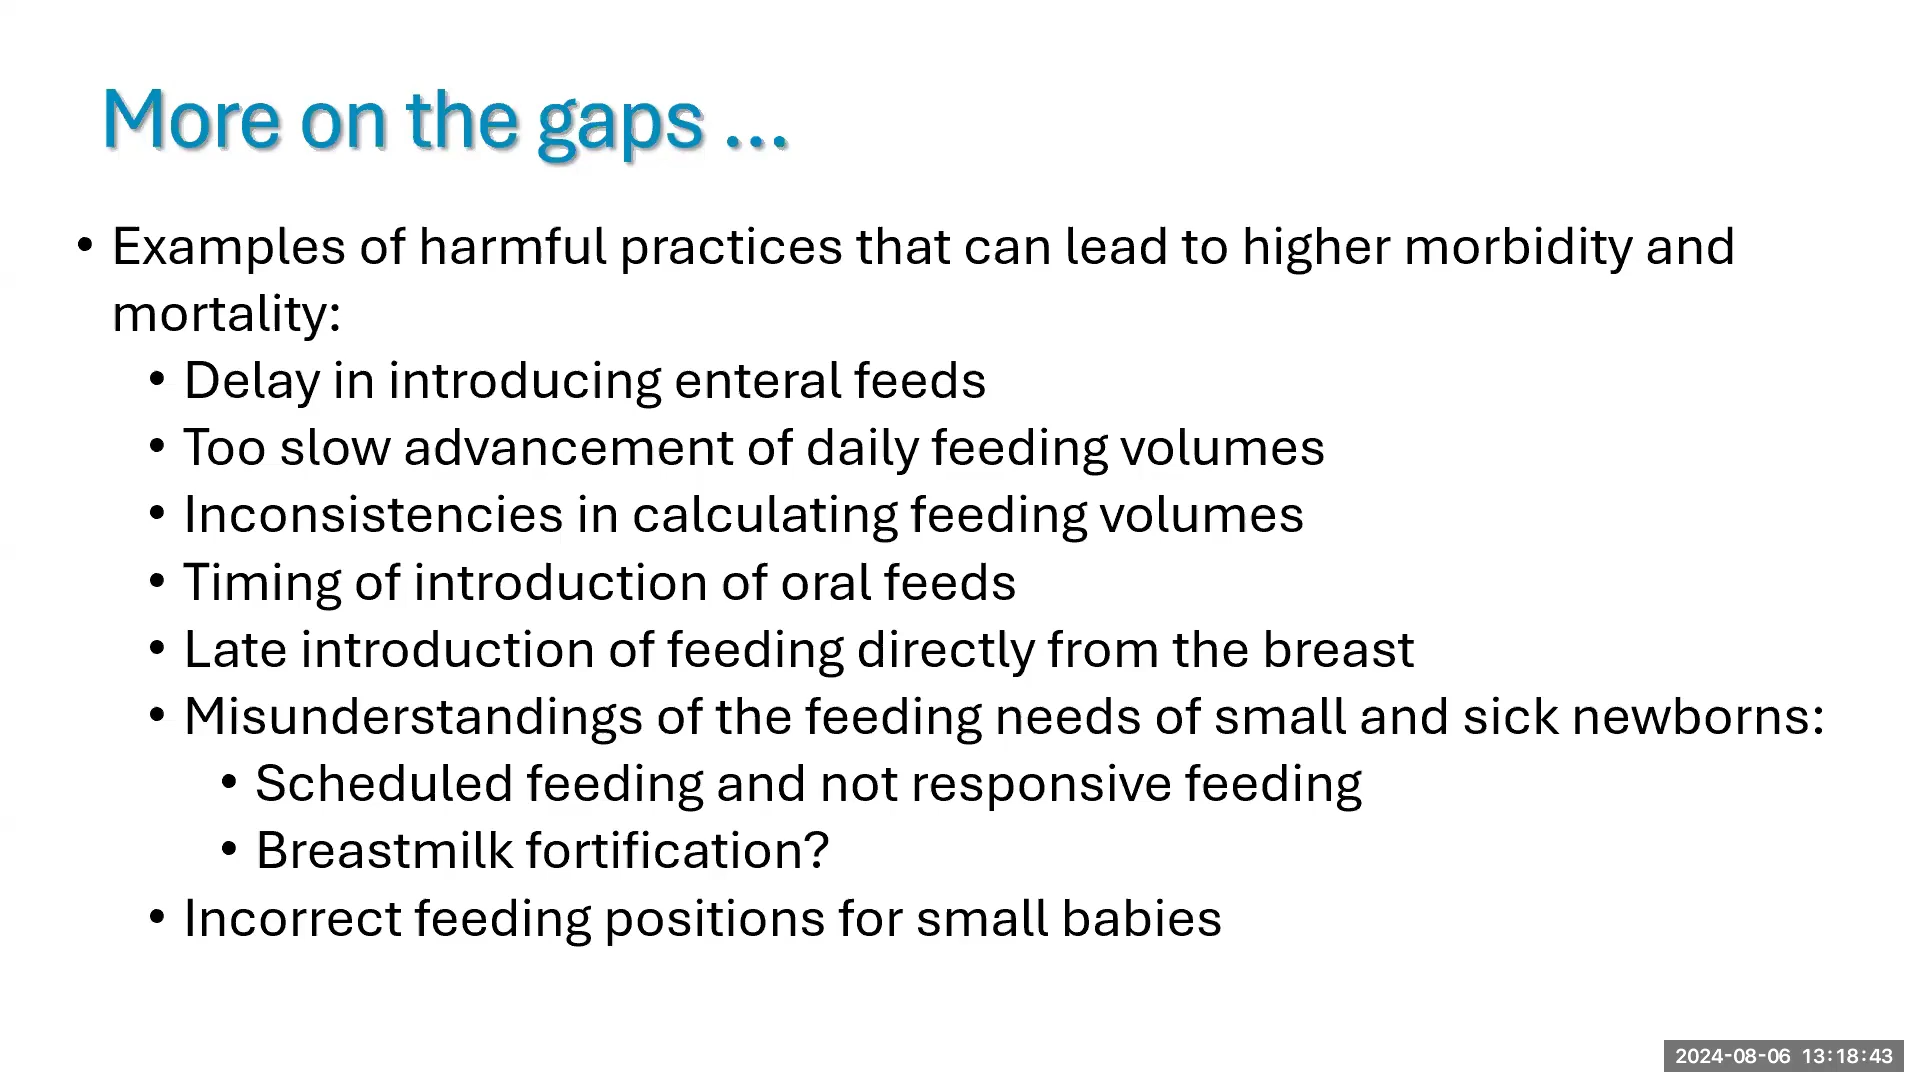 More on the gaps ...
• Examples of harmful practices that can lead to higher morbidity and
mortality:
• Delay in introducing enteral feeds
• Too slow advancement of daily feeding volumes
• Inconsistencies in calculating feeding volumes
• Timing of introduction of oral feeds
• Late introduction of feeding directly from the breast
• Misunderstandings of the feeding needs of small and sick newborns:
• Scheduled feeding and not responsive feeding
• Breastmilk fortification?
• Incorrect feeding positions for small babies
2024-08-06 13:18:43